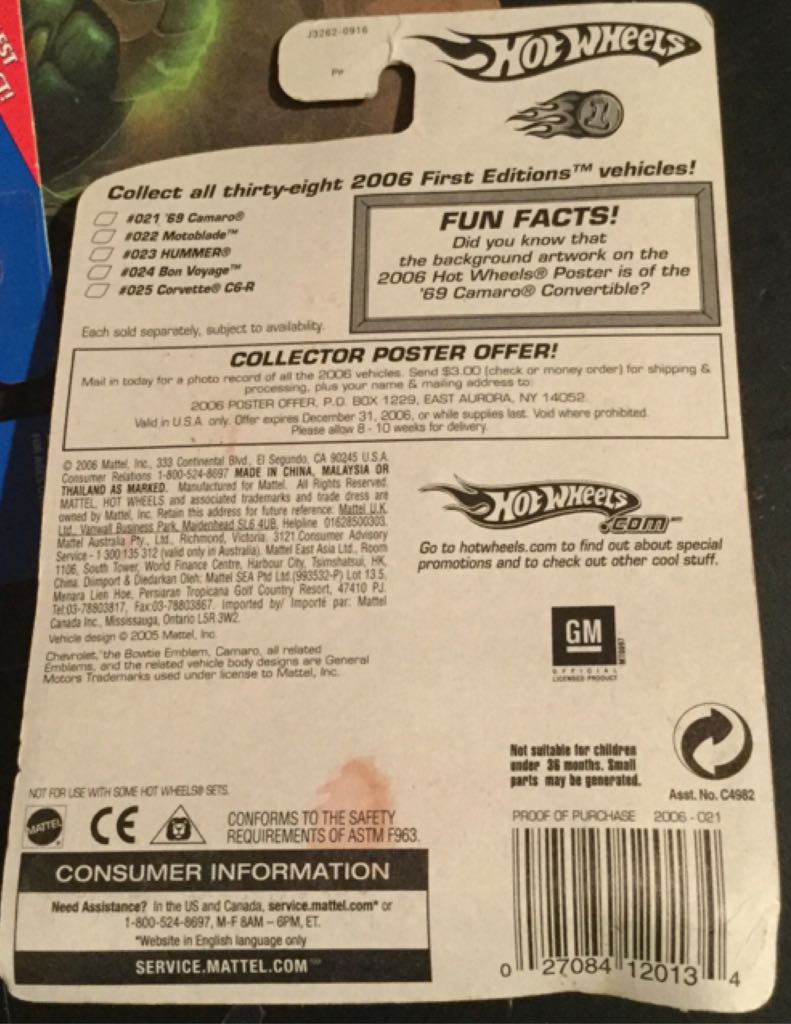 EST
CT!
J3262-0916
Pe
HOT WHEELS
1
Collect all thirty-eight 2006 First Editions™ vehicles!
#021 '69 Camaro®
#022 Motoblade™
#023 HUMMER®
#024 Bon Voyage™
#025 Corvette® C6-R
Each sold separately, subject to availability.
FUN FACTS!
Did you know that
the background artwork on the
2006 Hot Wheels® Poster is of the
'69 Camaro® Convertible?
COLLECTOR POSTER OFFER!
Mail in today for a photo record of all the 2006 vehicles. Send $3.00 (check or money order) for shipping &
processing, plus your name & mailing address to:
2006 POSTER OFFER, P.O. BOX 1229, EAST AURORA, NY 14052.
Valid in U.S.A. only. Offer expires December 31, 2006, or while supplies last. Void where prohibited.
Please allow 8 - 10 weeks for delivery.
© 2006 Mattel, Inc., 333 Continental Blvd., El Segundo, CA 90245 U.S.A.
Consumer Relations 1-800-524-8697 MADE IN CHINA, MALAYSIA OR
THAILAND AS MARKED. Manufactured for Mattel. All Rights Reserved.
MATTEL, HOT WHEELS and associated trademarks and trade dress are
owned by Mattel, Inc. Retain this address for future reference: Mattel U.K.
Ltd., Vanwall Business Park, Maidenhead SL6 4UB. Helpline 01628500303.
Mattel Australia Pty., Ltd., Richmond, Victoria. 3121.Consumer Advisory
Service - 1 300 135 312 (valid only in Australia). Mattel East Asia Ltd., Room
1106, South Tower, World Finance Centre, Harbour City, Tsimshatsui, HK,
China. Diimport & Diedarkan Oleh: Mattel SEA Ptd Ltd.(993532-P) Lot 13.5,
Menara Lien Hoe, Persiaran Tropicana Golf Country Resort, 47410 PJ.
Tel:03-78803817, Fax:03-78803867. Imported by/ Importé par: Mattel
Canada Inc., Mississauga, Ontario L5R 3W2.
Vehicle design © 2005 Mattel, Inc.
Chevrolet, the Bowtie Emblem, Camaro, all related
Emblems, and the related vehicle body designs are General
Motors Trademarks used under license to Mattel, Inc.
HOT WHEELS
.COM
Go to hotwheels.com to find out about special
promotions and to check out other cool stuff.
GM
OFFICIAL
LICENSED PRODUCT
Not suitable for children
under 36 months. Small
parts may be generated.
Asst. No. C4982
NOT FOR USE WITH SOME HOT WHEELS® SETS.
MATTEL
CE
CONFORMS TO THE SAFETY
REQUIREMENTS OF ASTM F963.
PROOF OF PURCHASE 2006 - 021
CONSUMER INFORMATION
Need Assistance? In the US and Canada, service.mattel.com* or
1-800-524-8697, M-F 8AM – 6PM, ET.
*Website in English language only
SERVICE.MATTEL.COM™
0 27084 12013 4